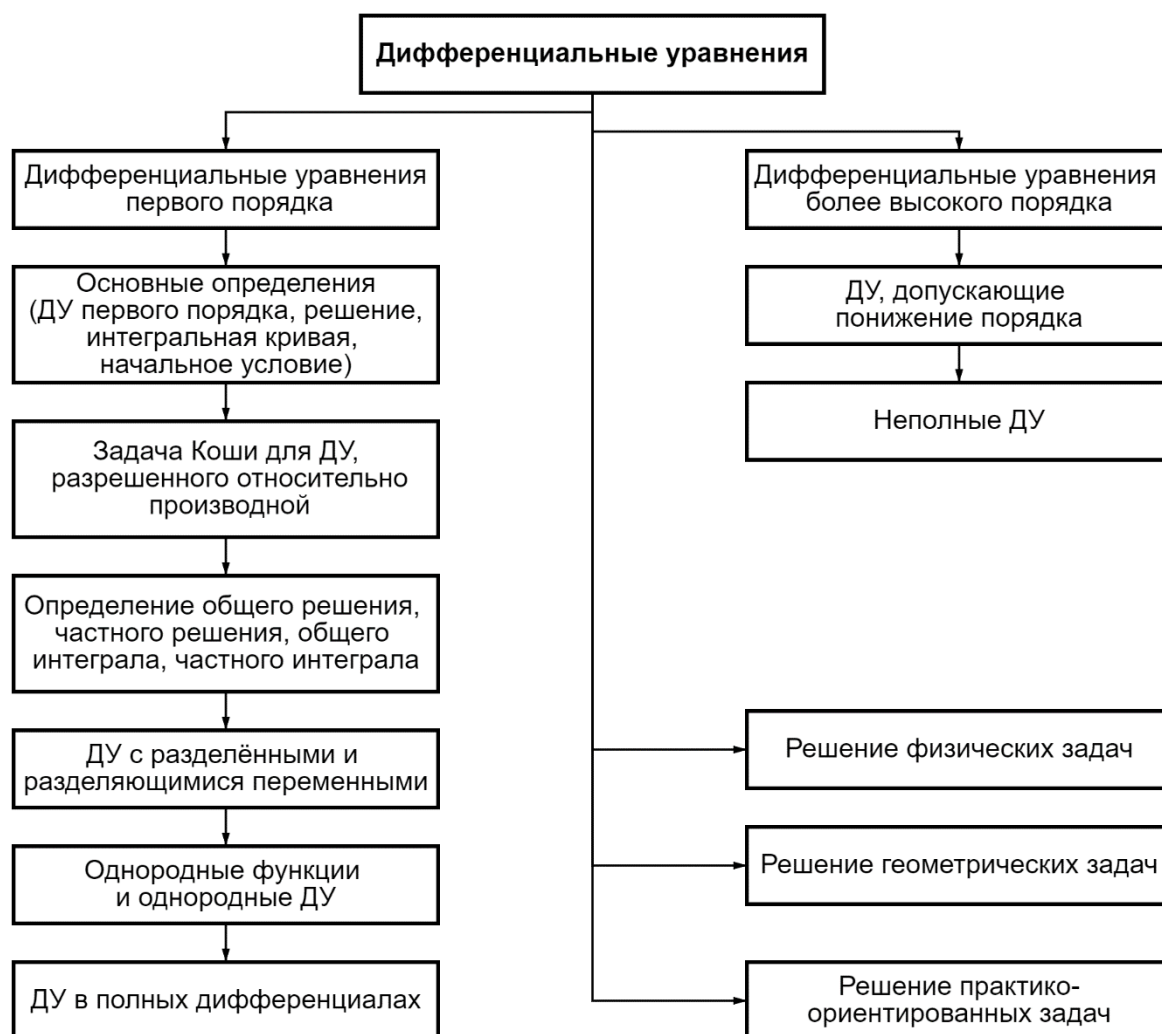 Дифференциальные уравнения
Дифференциальные уравнения
первого порядка
Основные определения
(ДУ первого порядка, решение,
интегральная кривая,
начальное условие)
Задача Коши для ДУ,
разрешенного относительно
производной
Определение общего решения,
частного решения, общего
интеграла, частного интеграла
ДУ с разделёнными и
разделяющимися переменными
Однородные функции
и однородные ДУ
ДУ в полных дифференциалах
Дифференциальные уравнения
более высокого порядка
ДУ, допускающие
понижение порядка
Неполные ДУ
Решение физических задач
Решение геометрических задач
Решение практико-
ориентированных задач